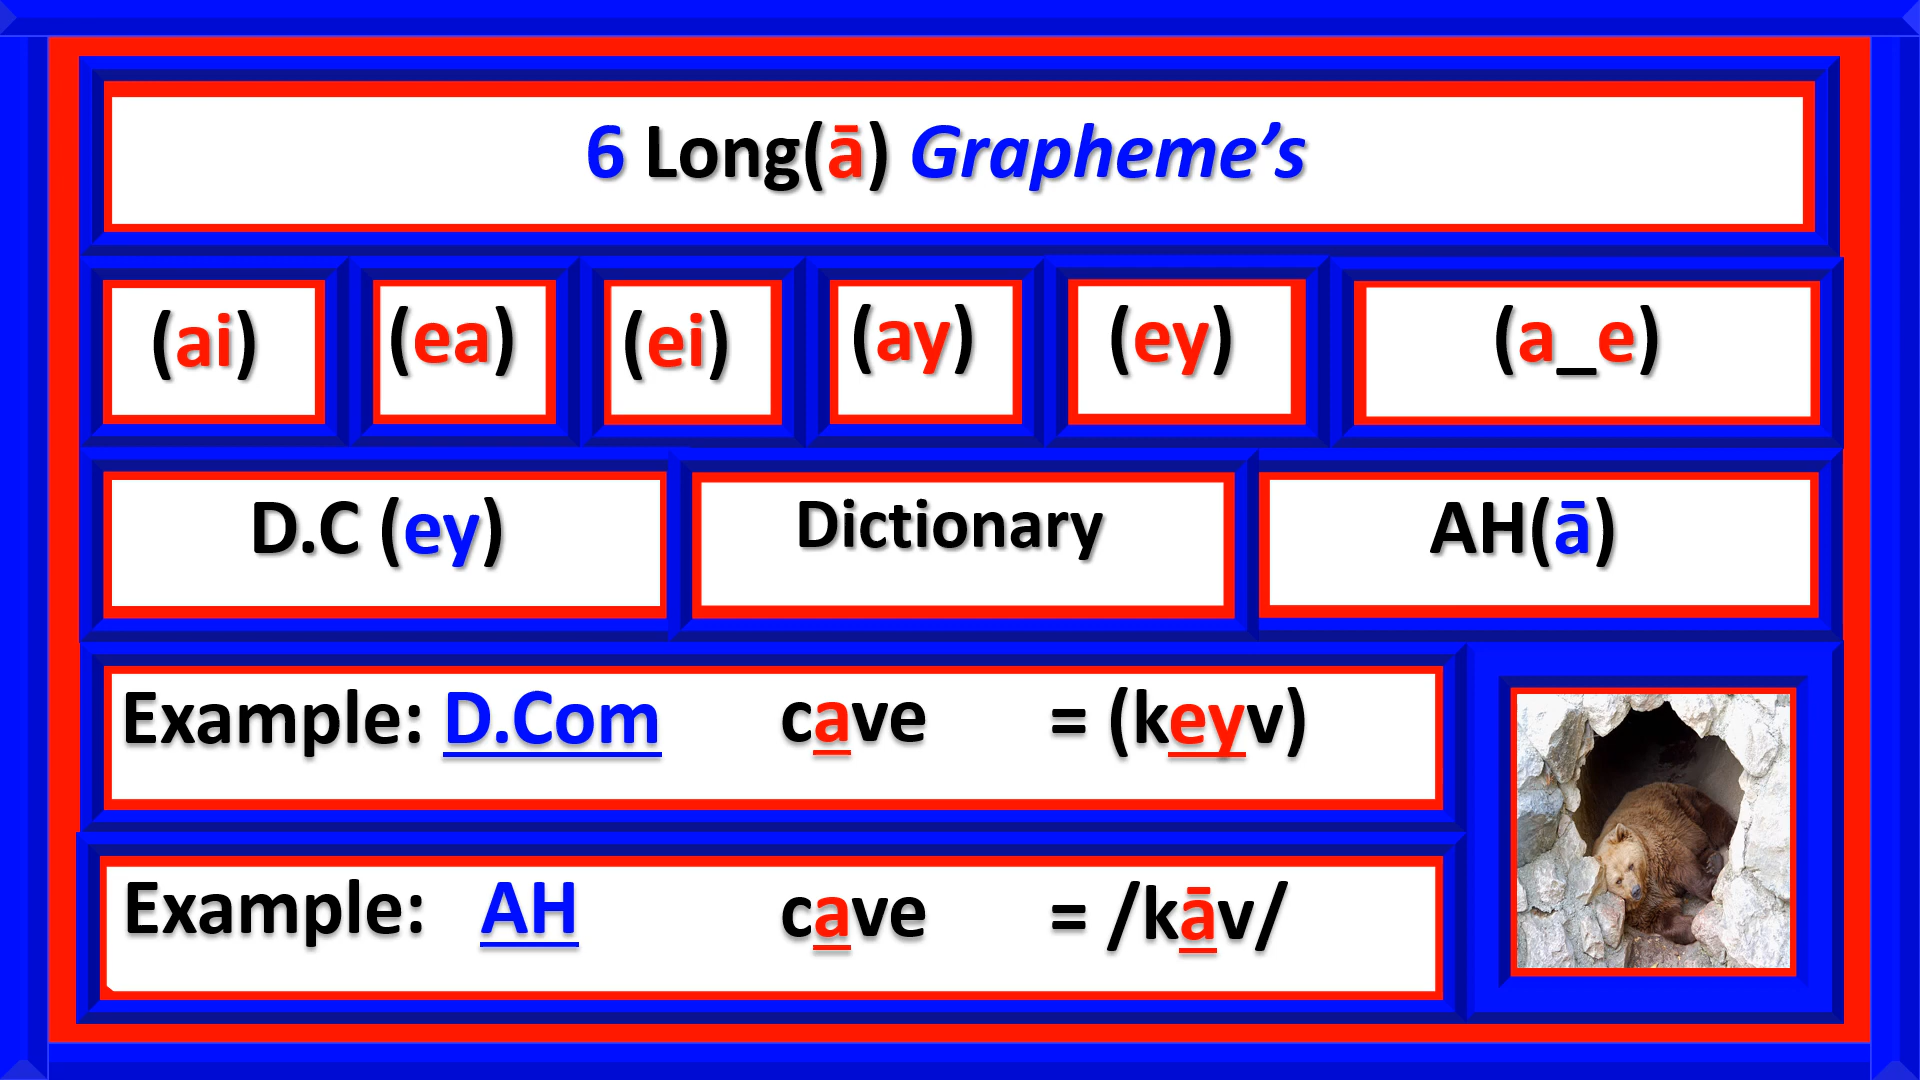 6 Long(ā) Grapheme’s
(ai) (ea) (ei) (ay) (ey) (a_e)
D.C (ey) Dictionary AH(ā)
Example: D.Com cave = (keyv)
Example: AH cave = /kāv/